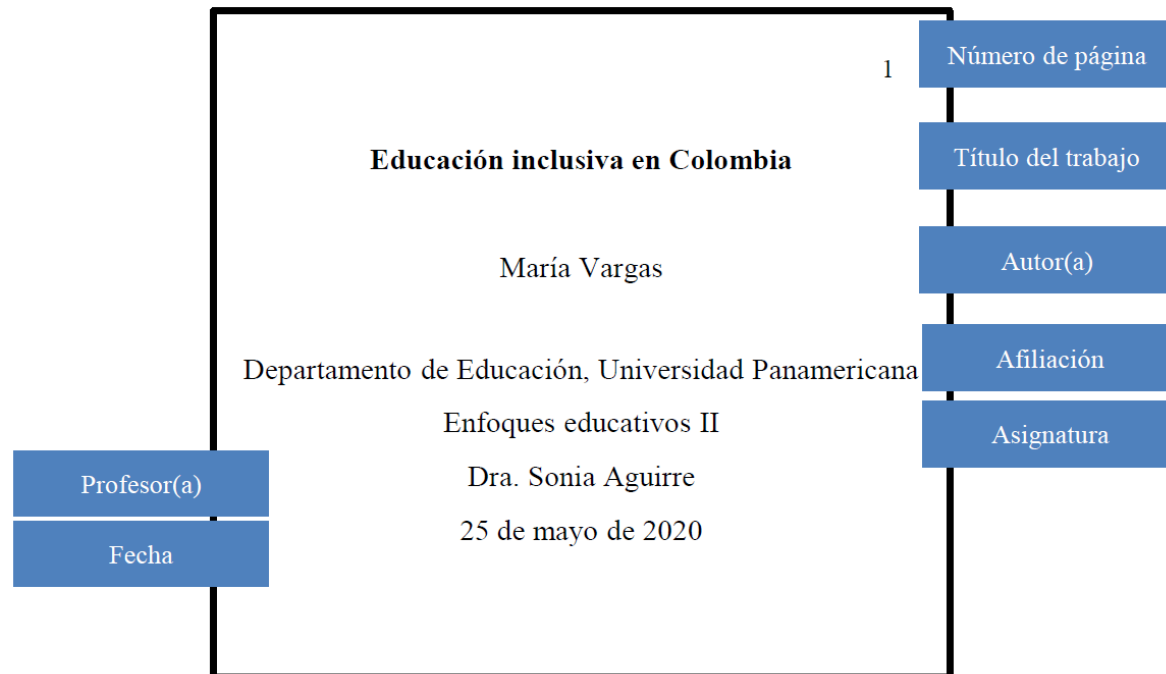 1
Número de página
Educación inclusiva en Colombia
Título del trabajo
María Vargas
Autor(a)
Departamento de Educación, Universidad Panamericana
Afiliación
Enfoques educativos II
Asignatura
Profesor(a)
Dra. Sonia Aguirre
Fecha
25 de mayo de 2020